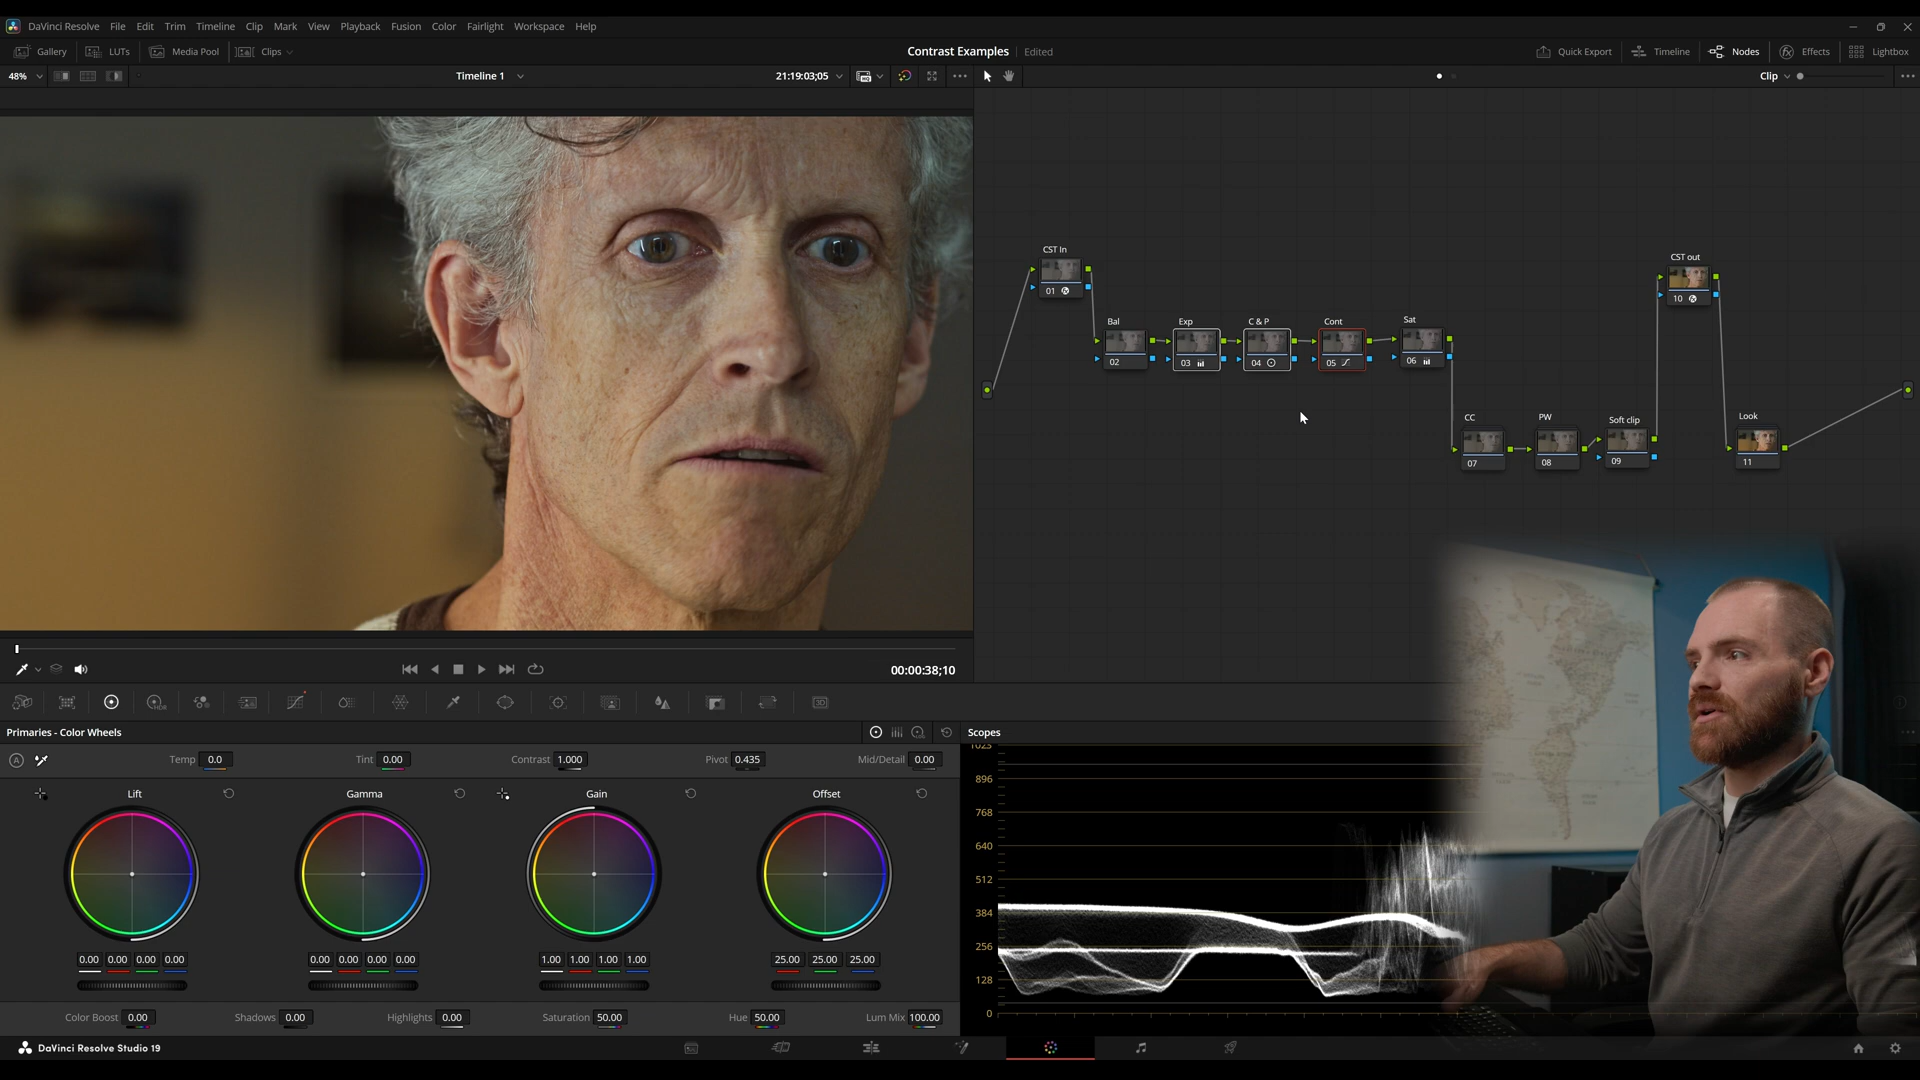 DaVinci Resolve File Edit Trim Timeline Clip Mark View Playback Fusion Color Fairlight Workspace Help
Gallery LUTs Media Pool Clips Contrast Examples Edited Quick Export Timeline Nodes Effects Lightbox
48% Timeline 1 21:19:03;05 Clip
CST In
01
Bal
02
Exp
03
C & P
04
Cont
05
Sat
06
CST out
10
CC
07
PW
08
Soft clip
09
Look
11
00:00:38;10
HDR
3D
Primaries - Color Wheels
Temp 0.0 Tint 0.00 Contrast 1.000 Pivot 0.435 Mid/Detail 0.00
Lift Gamma Gain Offset
0.00 0.00 0.00 0.00 0.00 0.00 0.00 0.00 1.00 1.00 1.00 1.00 25.00 25.00 25.00
Color Boost 0.00 Shadows 0.00 Highlights 0.00 Saturation 50.00 Hue 50.00 Lum Mix 100.00
Scopes
1023
896
768
640
512
384
256
128
0
DaVinci Resolve Studio 19